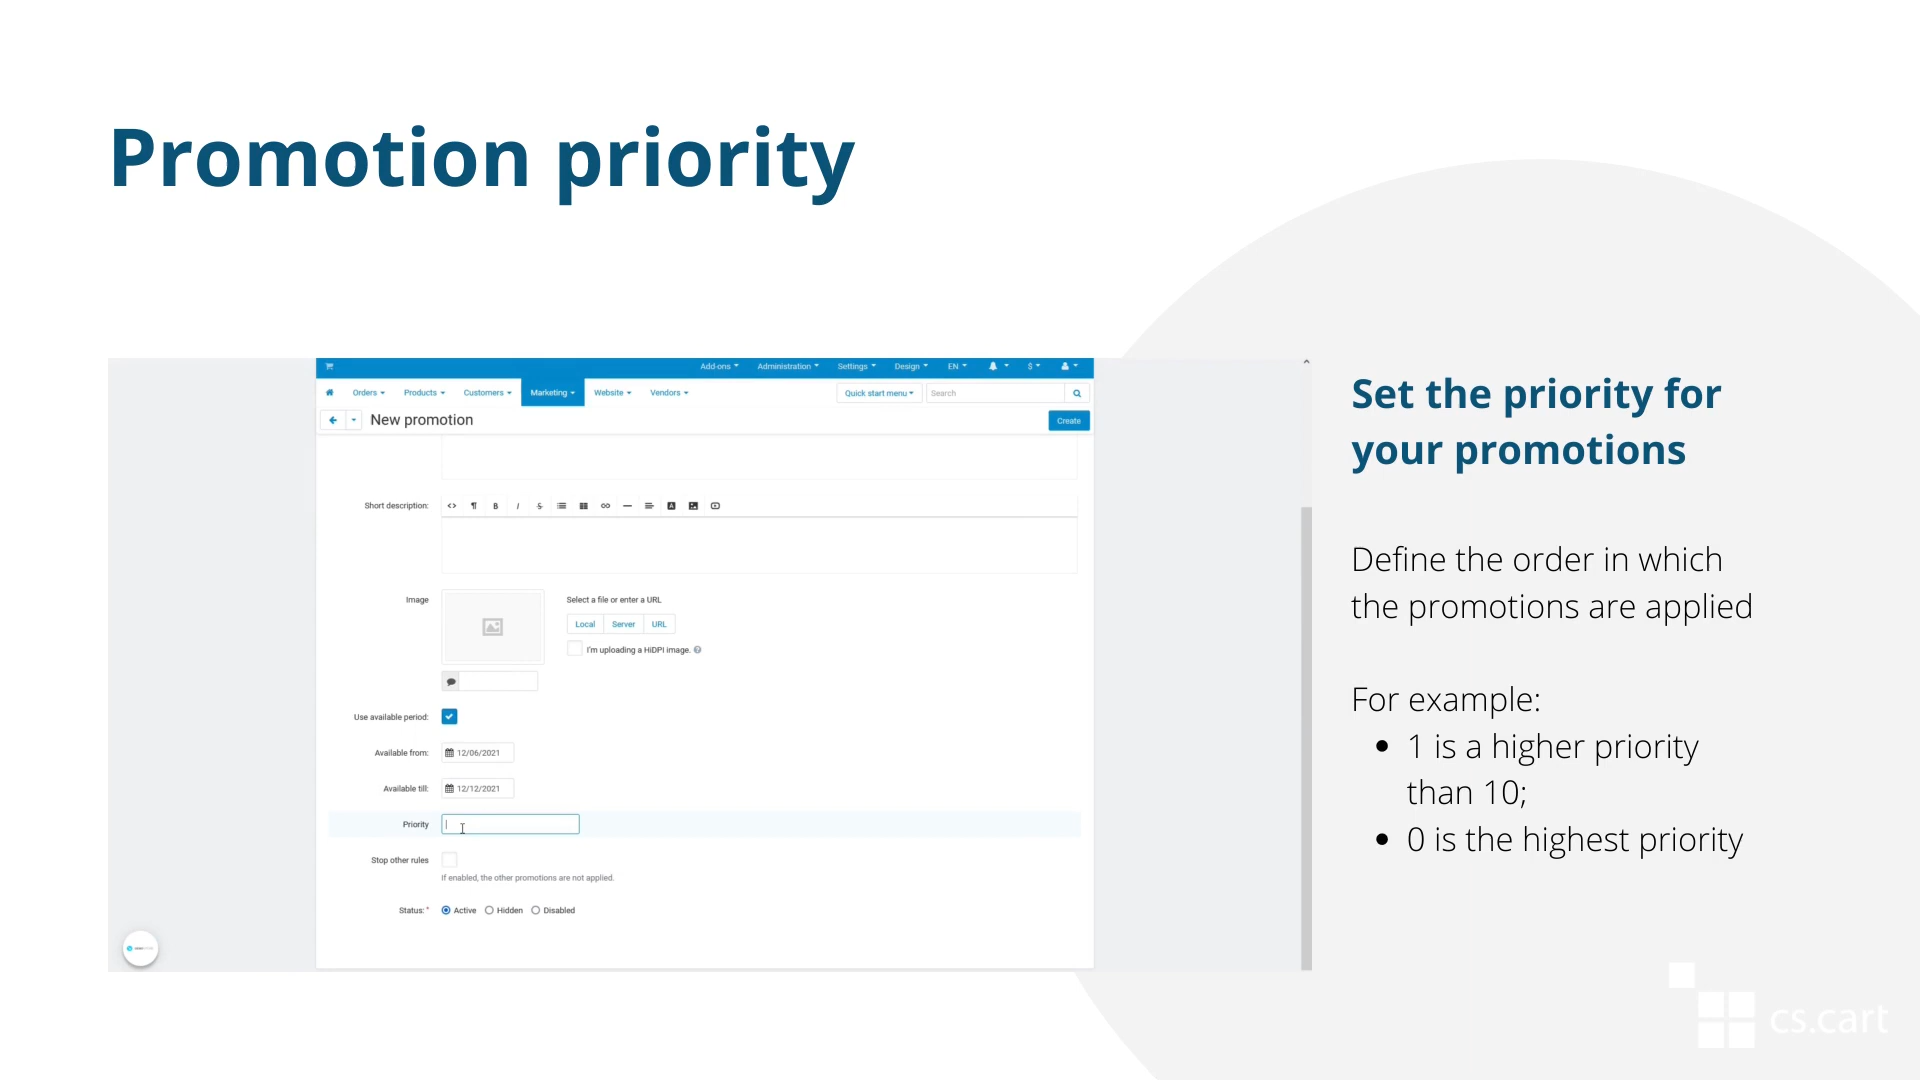 Promotion priority
Add-ons Administration Settings Design EN $
Orders Products Customers Marketing Website Vendors Quick start menu Search
New promotion Create
Short description:
Image Select a file or enter a URL
Local Server URL
I'm uploading a HiDPI image.
Use available period:
Available from: 12/06/2021
Available till: 12/12/2021
Priority
Stop other rules
If enabled, the other promotions are not applied.
Status: * Active Hidden Disabled
Set the priority for
your promotions
Define the order in which
the promotions are applied
For example:
• 1 is a higher priority
than 10;
• 0 is the highest priority
cs.cart